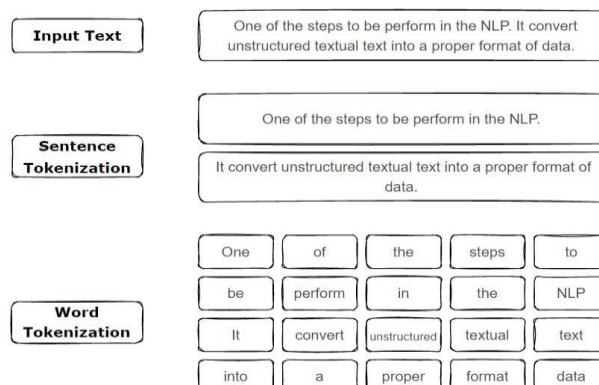 Input Text
One of the steps to be perform in the NLP. It convert
unstructured textual text into a proper format of data.
Sentence
Tokenization
One of the steps to be perform in the NLP.
It convert unstructured textual text into a proper format of
data.
Word
Tokenization
One of the steps to
be perform in the NLP
It convert unstructured textual text
into a proper format data